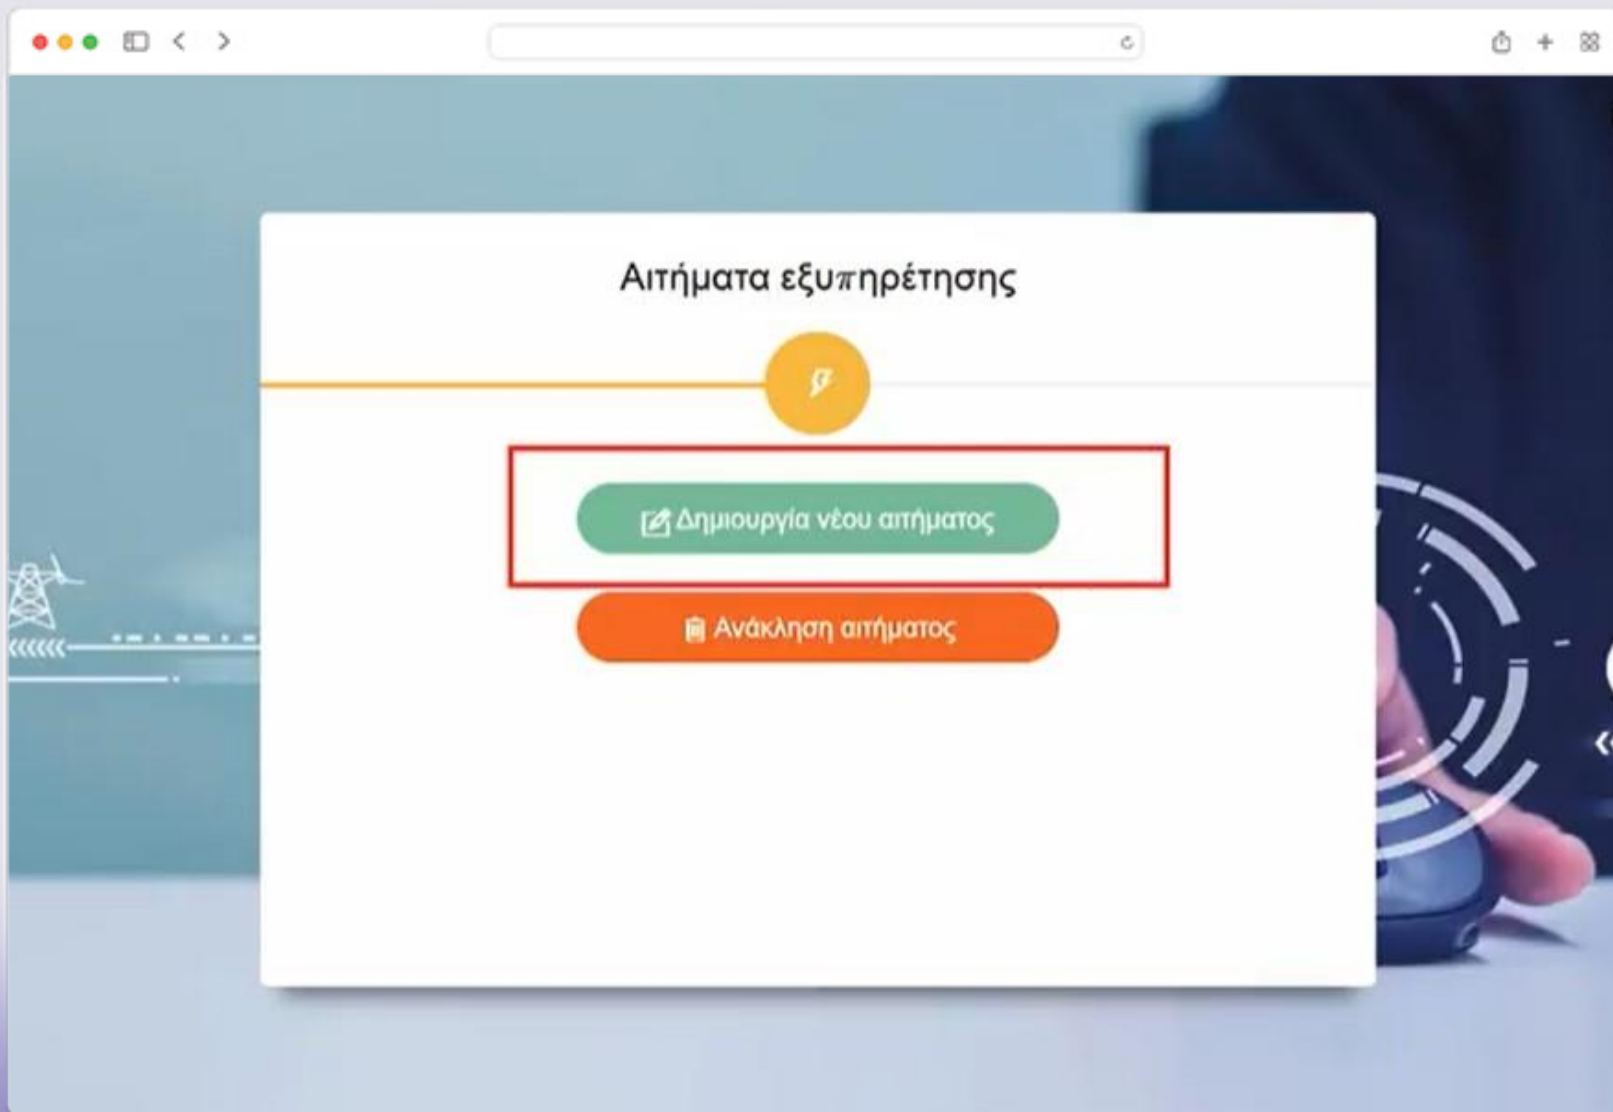 Αιτήματα εξυπηρέτησης
Δημιουργία νέου αιτήματος
Ανάκληση αιτήματος